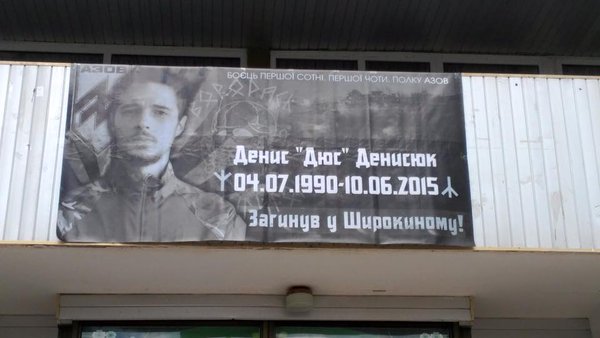 БОЄЦЬ ПЕРШОЇ СОТНІ, ПЕРШОЇ ЧОТИ, ПОЛКУ АЗОВ
АЗОВ
Денис "Дюс" Денисюк
04.07.1990-10.06.2015
Загинув у Широкиному!